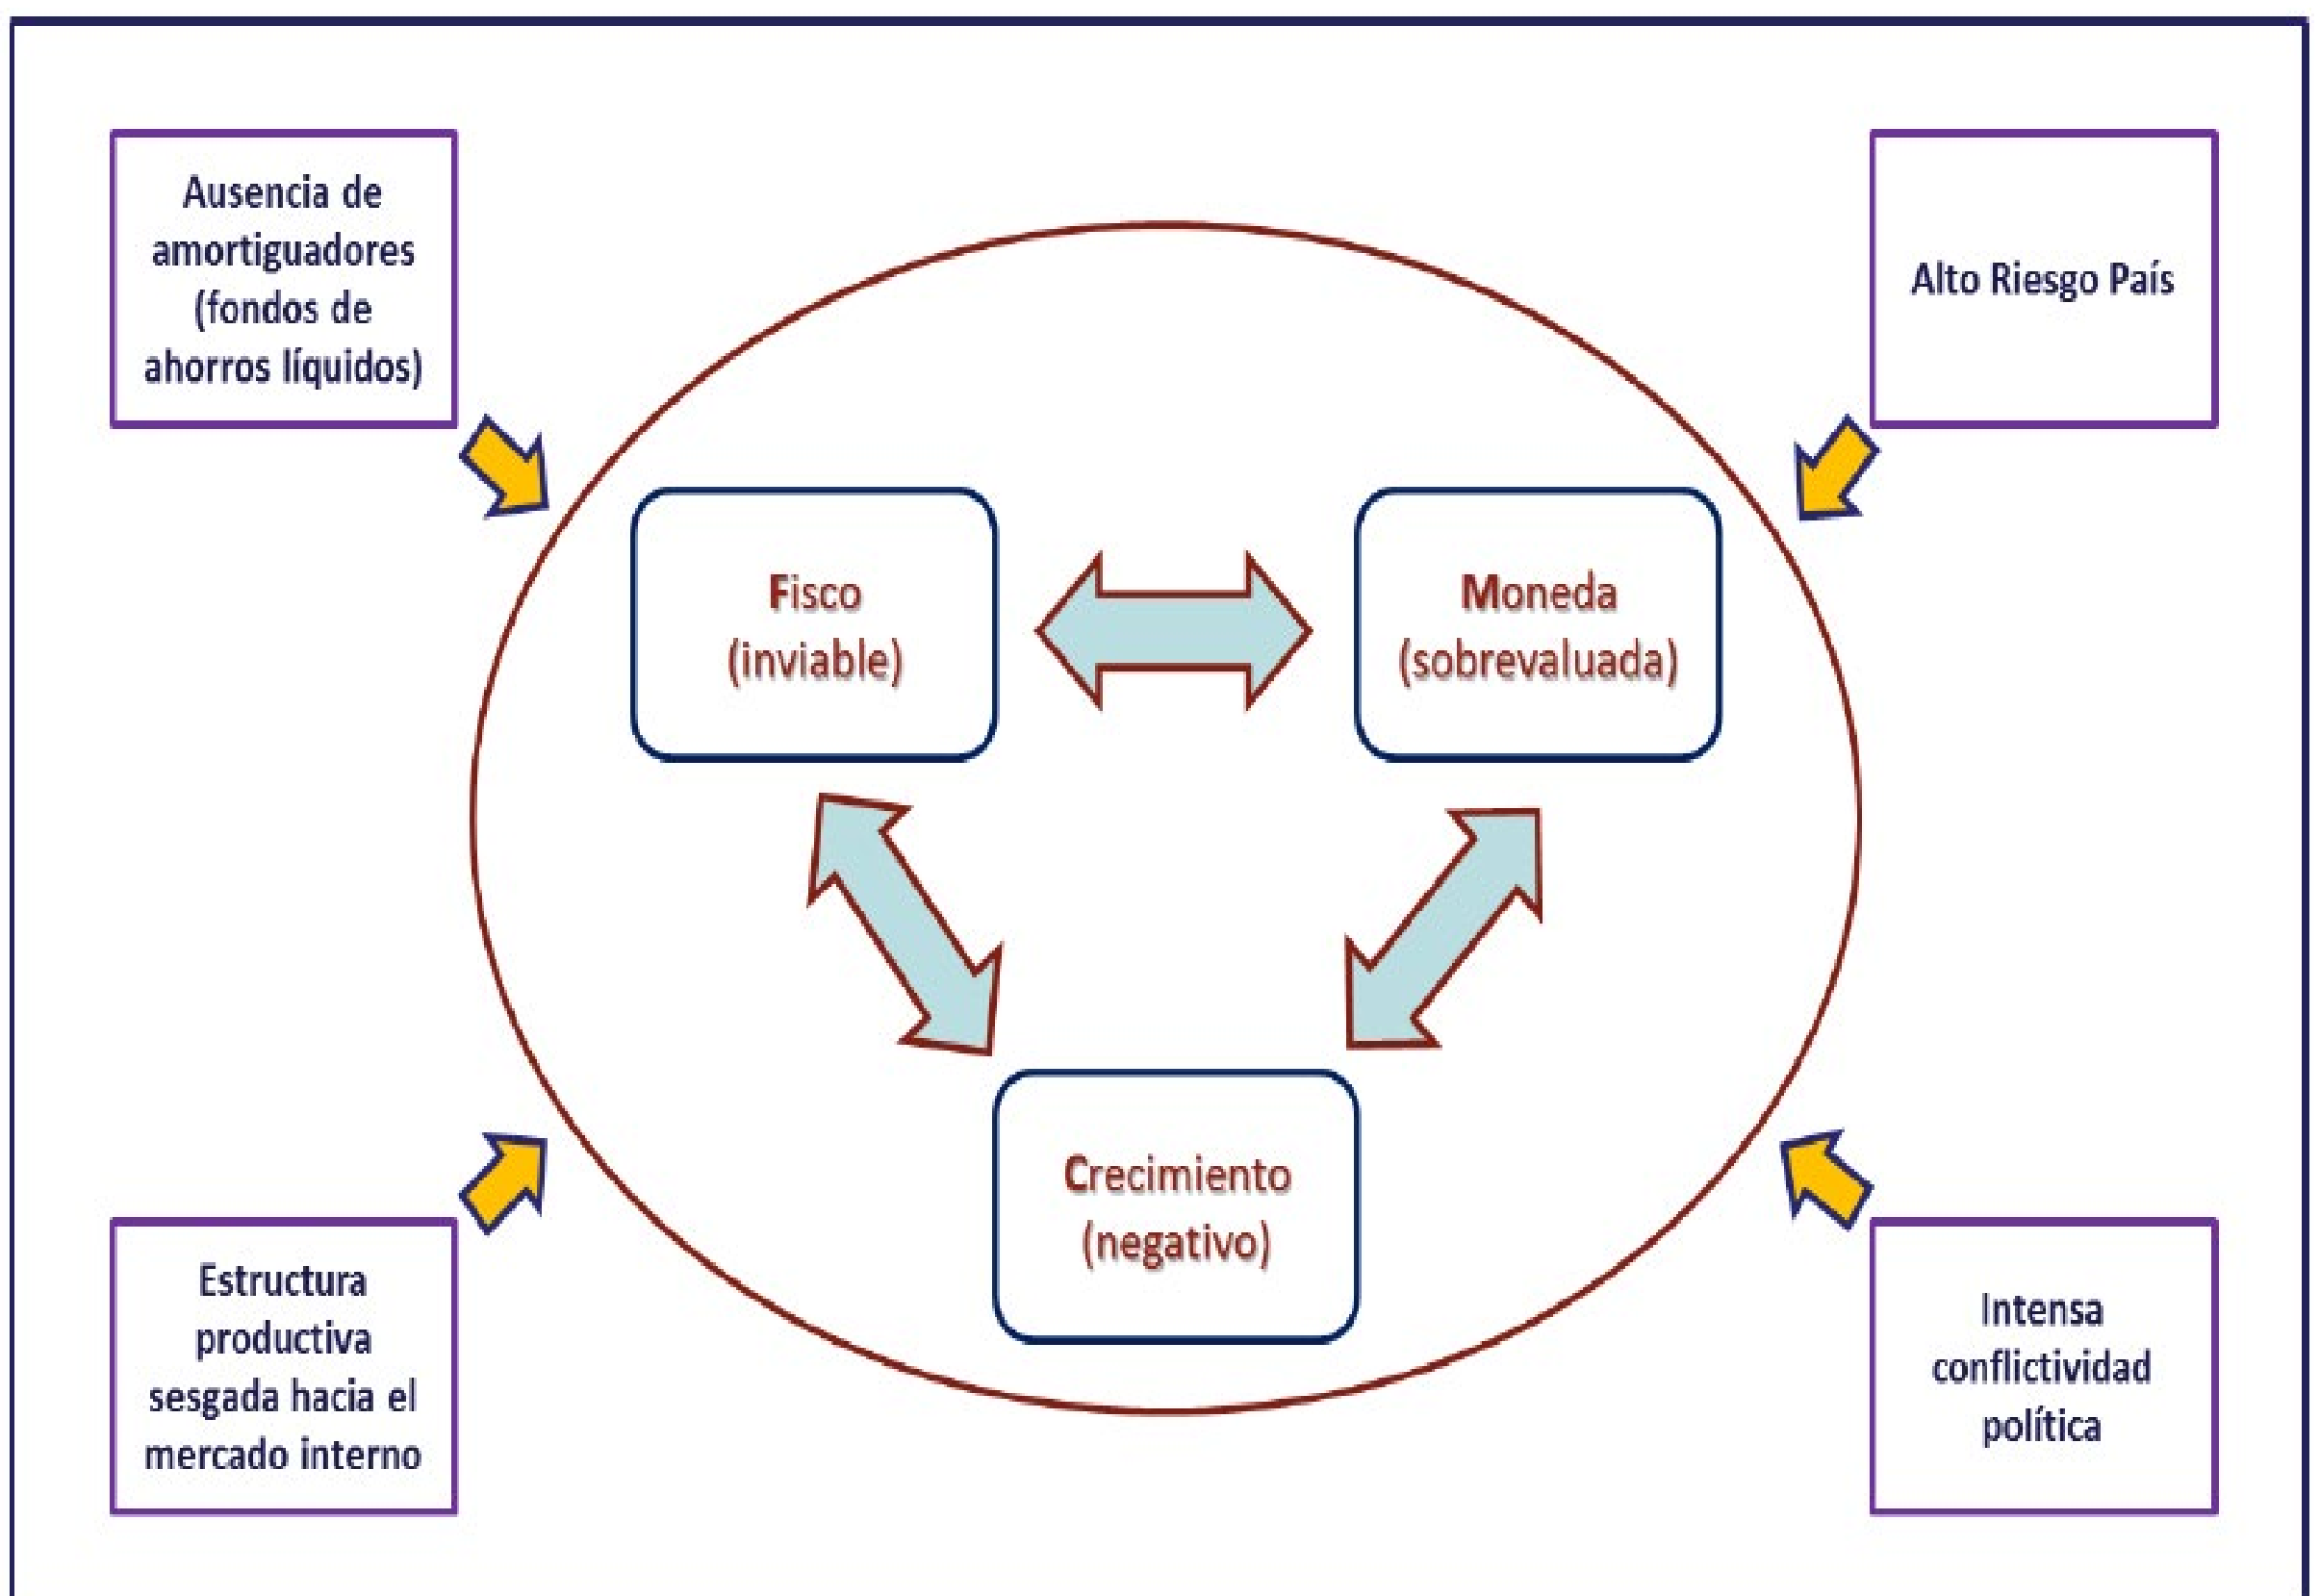 Ausencia de
amortiguadores
(fondos de
ahorros líquidos)
Alto Riesgo País
Fisco
(inviable)
Moneda
(sobrevaluada)
Crecimiento
(negativo)
Estructura
productiva
sesgada hacia el
mercado interno
Intensa
conflictividad
política